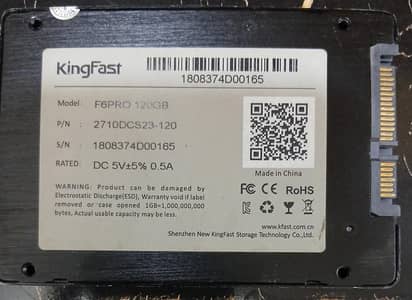 KingFast
1808374D00165
Model: F6PRO 120GB
P/N : 2710DCS23-120
S/N : 1808374D00165
RATED: DC 5V±5% 0.5A
Made in China
WARNING: Product can be damaged by
Electrostatic Discharge(ESD), Warranty void If label
removed or case opened 1GB=1,000,000,000
bytes, Actual usable capacity may be less.
FC CE RoHS
www.kfast.com.cn
Shenzhen New KingFast Storage Technology Co.,Ltd.